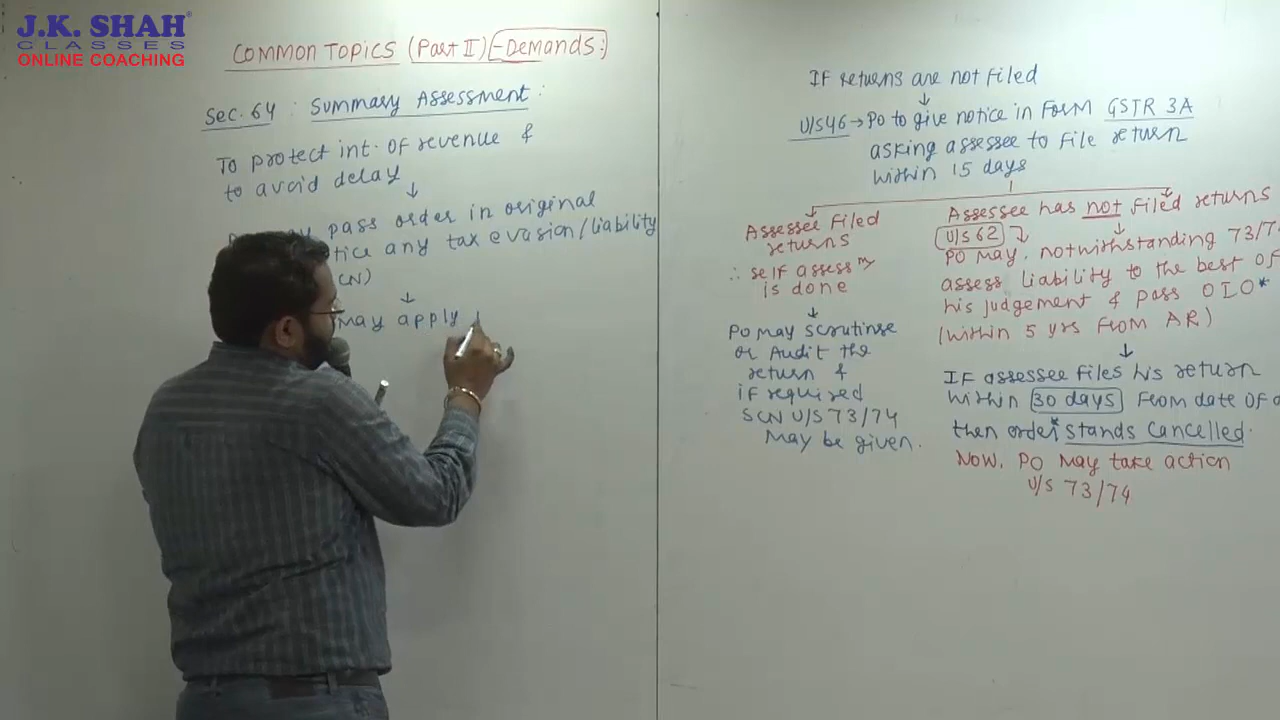 J.K. SHAH®
CLASSES
ONLINE COACHING
COMMON TOPICS (Part II) - Demands:
Sec. 64 : Summary Assessment:
To protect int. of revenue &
to avoid delay
↓
pass order in original
any tax evasion/liability
CN)
↓
May apply
IF returns are not filed
↓
U/S 46 → PO to give notice in Form GSTR 3A
asking assessee to file return
within 15 days
Assessee filed
returns
∴ self assessmy
is done
↓
PO may scrutinse
or Audit the
return &
if required
SCN U/S 73/74
may be given.
Assessee has not filed returns
U/S 62
PO may, notwithstanding 73/74
assess liability to the best of
his judgement & pass OIO*
(within 5 yrs from AR)
↓
IF assessee files his return
within 30 days from date of
then order* stands cancelled.
Now, PO may take action
U/S 73/74